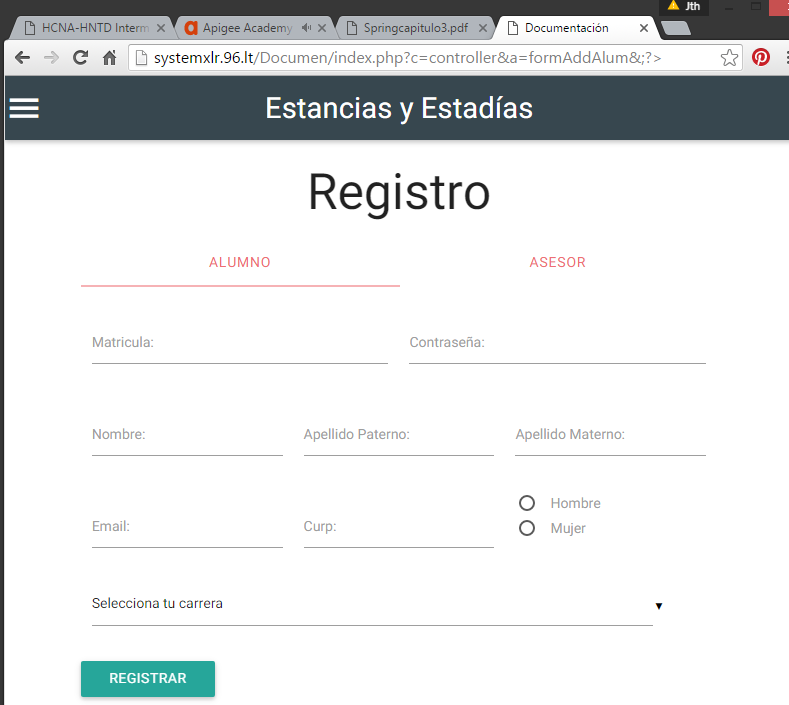 Jth
HCNA-HNTD Interm
Apigee Academy
Springcapitulo3.pdf
Documentación
systemxlr.96.lt/Documen/index.php?c=controller&a=formAddAlum&;?>
Estancias y Estadías
Registro
ALUMNO ASESOR
Matricula: Contraseña:
Nombre: Apellido Paterno: Apellido Materno:
Hombre
Email: Curp: Mujer
Selecciona tu carrera
REGISTRAR